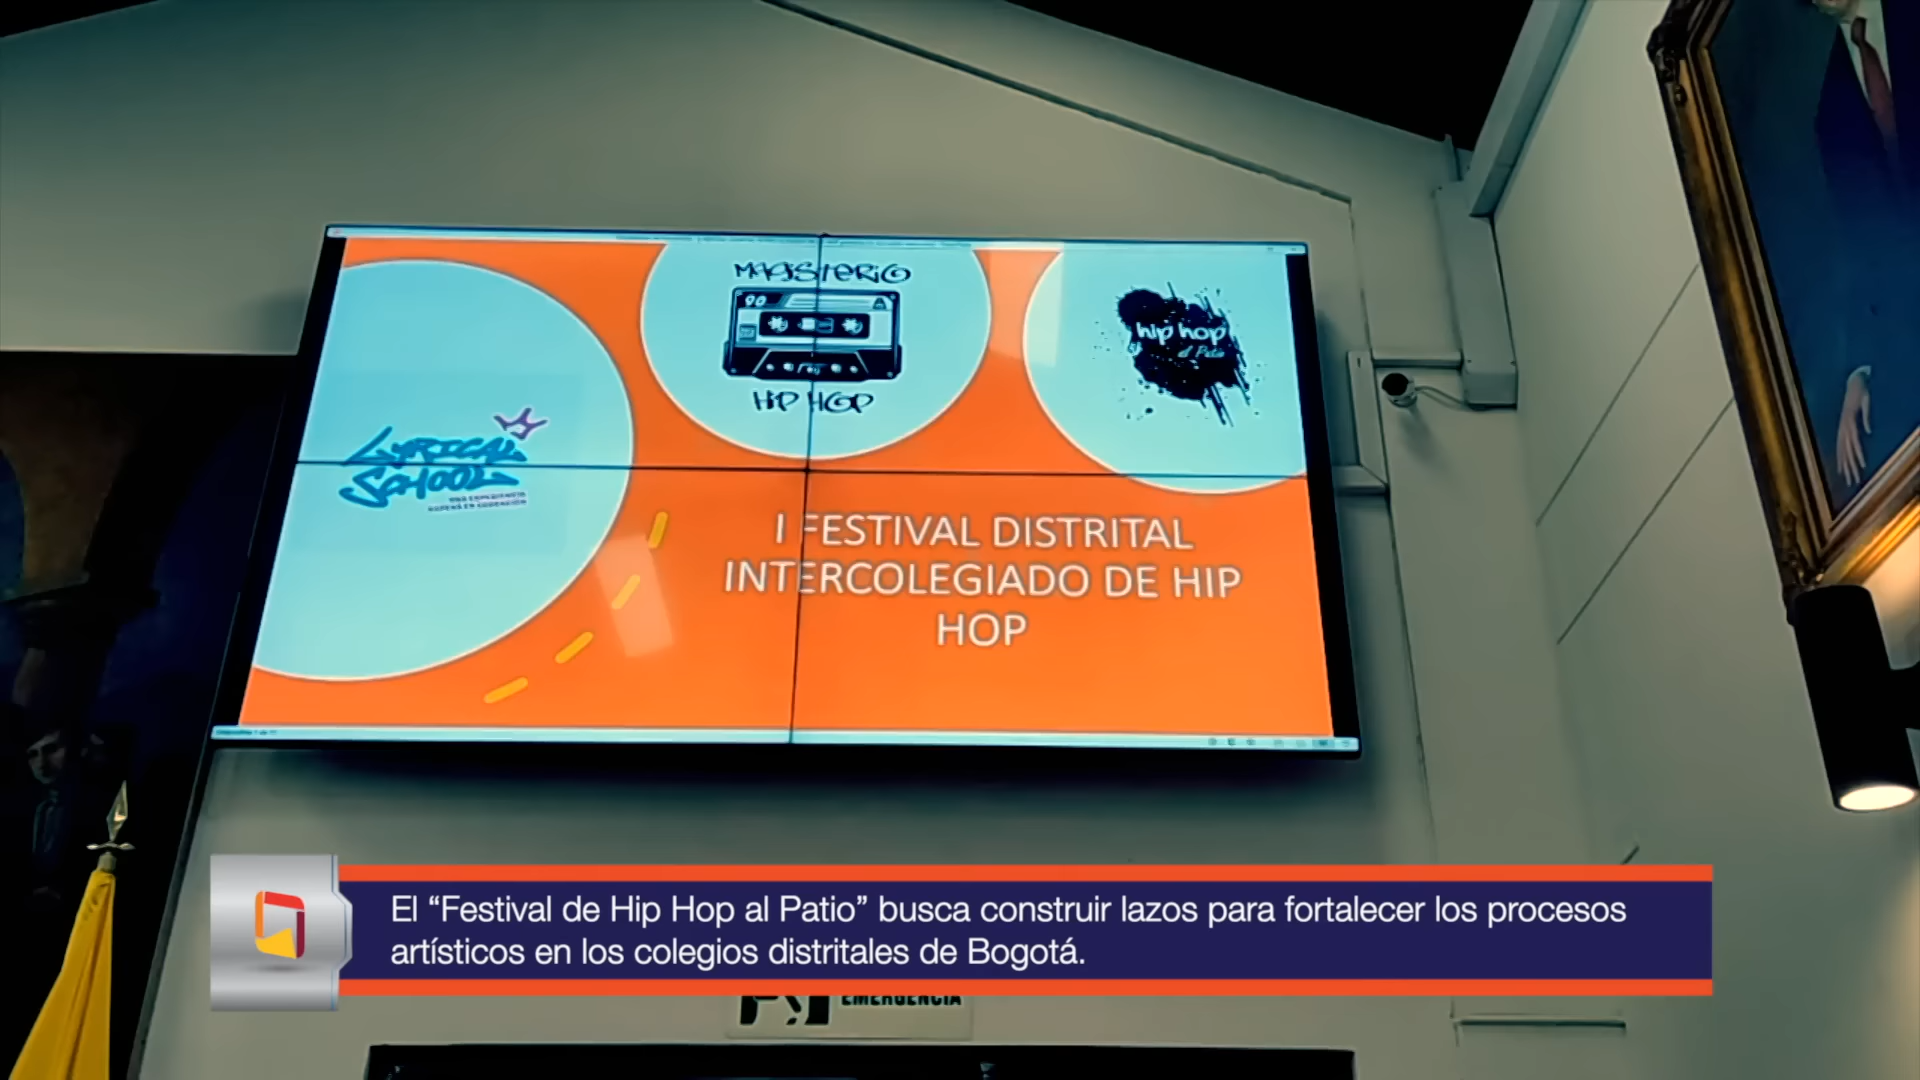 MAGISTERIO
90
A
HIP HOP
hip hop
al Patio
LYRICAL
SCHOOL
I FESTIVAL DISTRITAL
INTERCOLEGIADO DE HIP
HOP
El “Festival de Hip Hop al Patio” busca construir lazos para fortalecer los procesos
artísticos en los colegios distritales de Bogotá.
EMERGENCIA